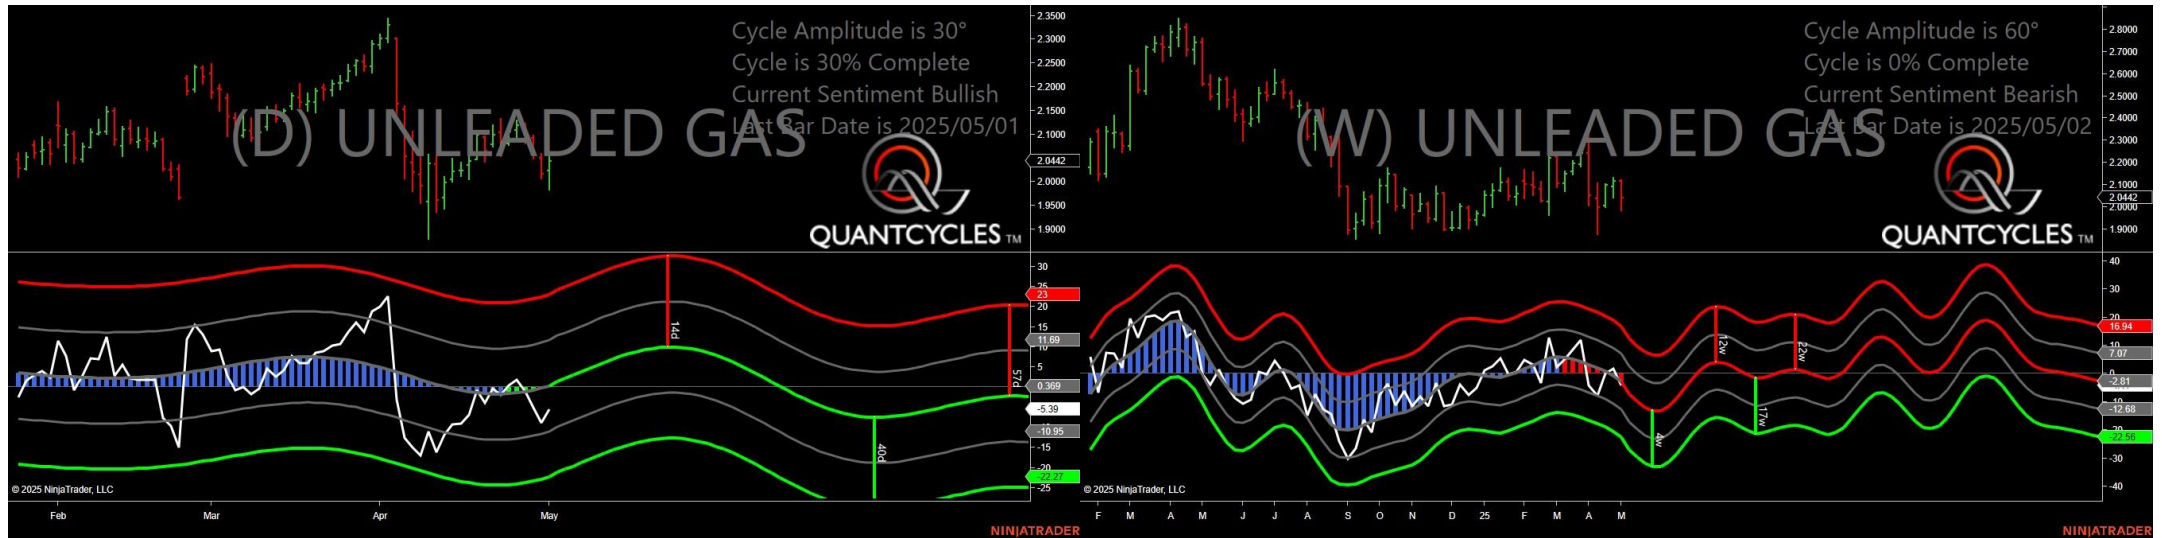 Cycle Amplitude is 30°
Cycle is 30% Complete
Current Sentiment Bullish
Last Bar Date is 2025/05/01
(D) UNLEADED GAS
QUANTCYCLES TM
2.3500
2.3000
2.2500
2.2000
2.1500
2.1000
2.0442
2.0000
1.9500
1.9000
30
25
23
20
15
11.69
10
5
0.369
-5.39
-10.95
-15
-20
-22.27
-25
14d
40d
57d
© 2025 NinjaTrader, LLC
Feb Mar Apr May
NINJATRADER
Cycle Amplitude is 60°
Cycle is 0% Complete
Current Sentiment Bearish
Last Bar Date is 2025/05/02
(W) UNLEADED GAS
QUANTCYCLES TM
2.8000
2.7000
2.6000
2.5000
2.4000
2.3000
2.2000
2.1000
2.0442
2.0000
1.9000
40
30
20
16.94
10
7.07
0
-2.81
-12.68
-22.56
-30
-40
4w
12w
17w
22w
© 2025 NinjaTrader, LLC
F M A M J J A S O N D 25 F M A M
NINJATRADER